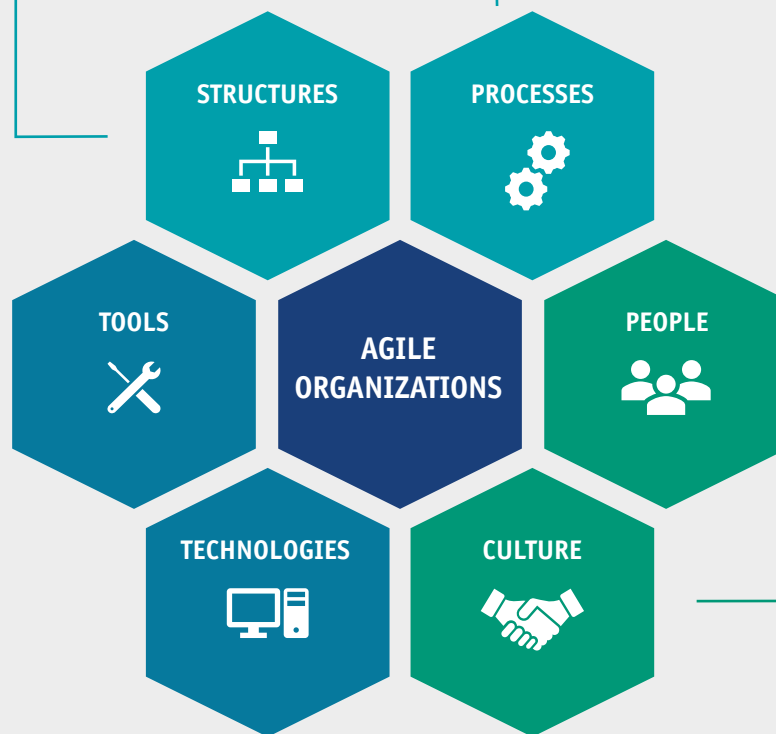 STRUCTURES
PROCESSES
TOOLS
AGILE
ORGANIZATIONS
PEOPLE
TECHNOLOGIES
CULTURE